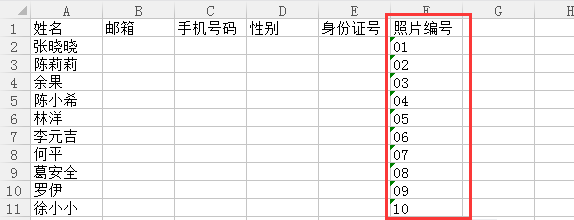 A B C D E F G H
1 姓名 邮箱 手机号码 性别 身份证号 照片编号
2 张晓晓 01
3 陈莉莉 02
4 余果 03
5 陈小希 04
6 林洋 05
7 李元吉 06
8 何平 07
9 葛安全 08
10 罗伊 09
11 徐小小 10